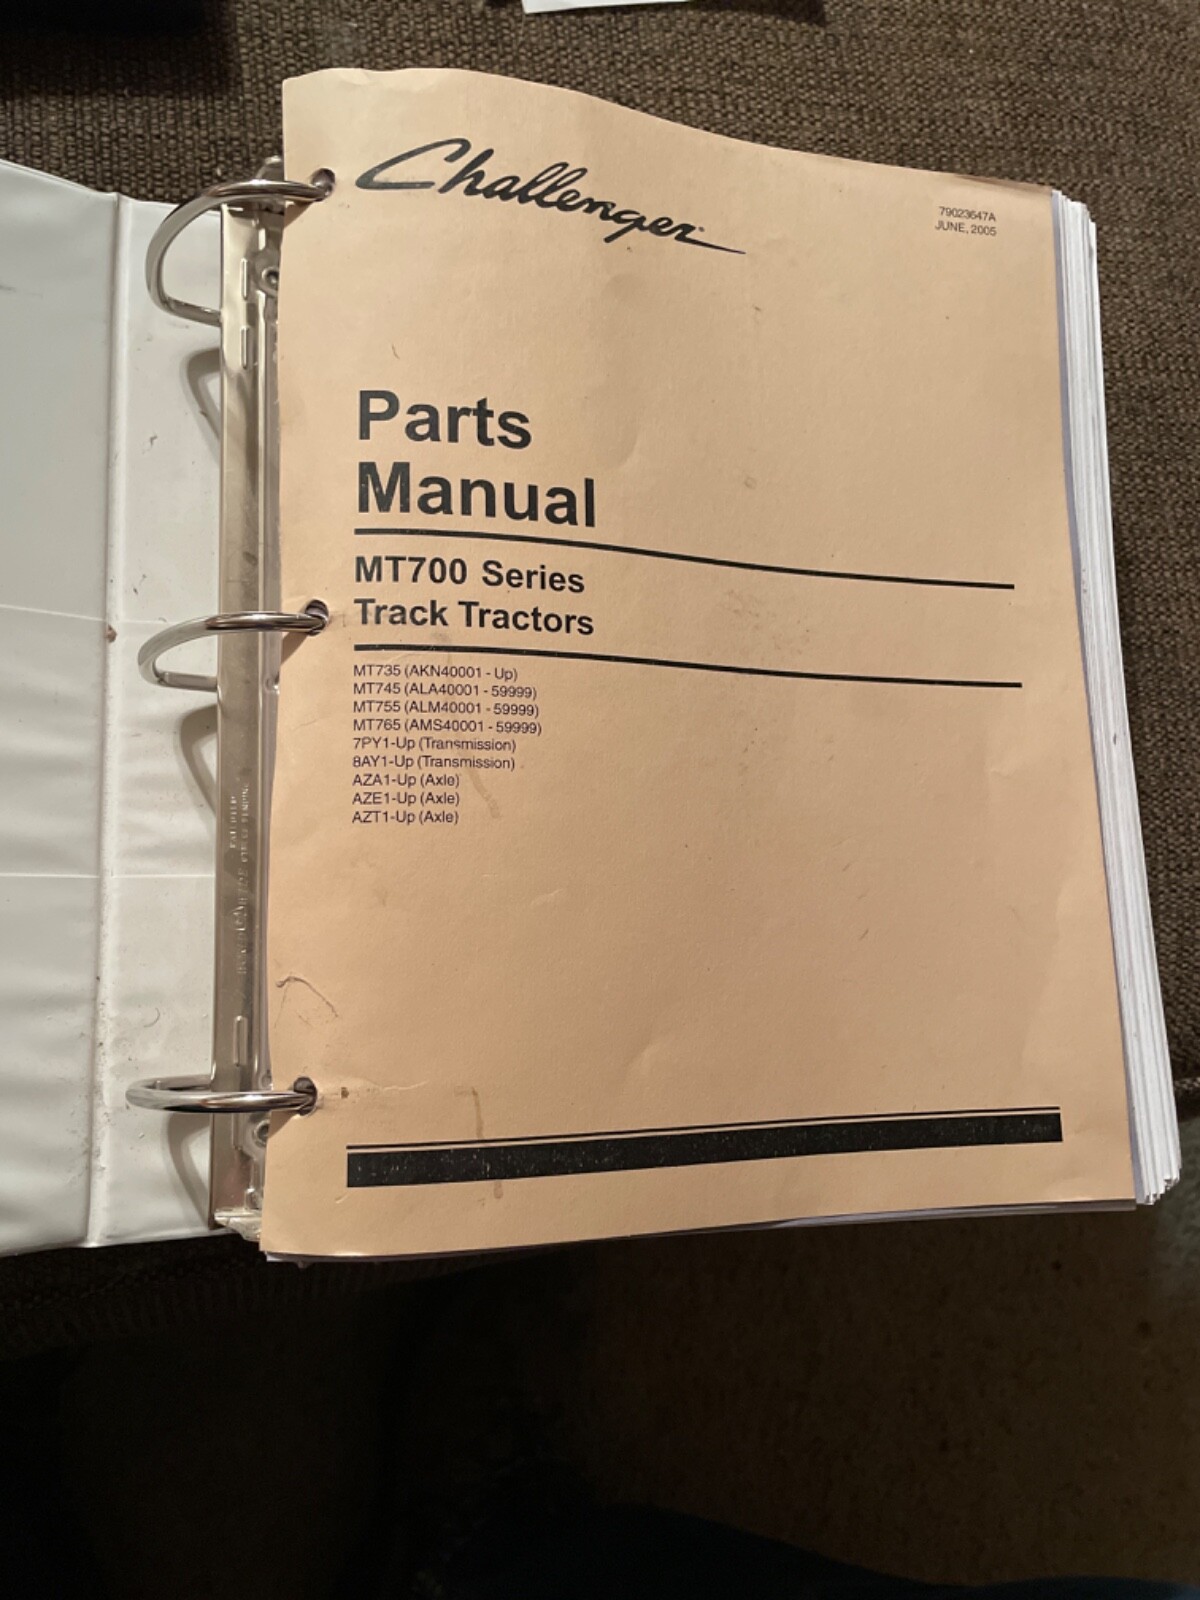 Challenger
79023647A
JUNE, 2005
Parts
Manual
MT700 Series
Track Tractors
MT735 (AKN40001 - Up)
MT745 (ALA40001 - 59999)
MT755 (ALM40001 - 59999)
MT765 (AMS40001 - 59999)
7PY1-Up (Transmission)
8AY1-Up (Transmission)
AZA1-Up (Axle)
AZE1-Up (Axle)
AZT1-Up (Axle)